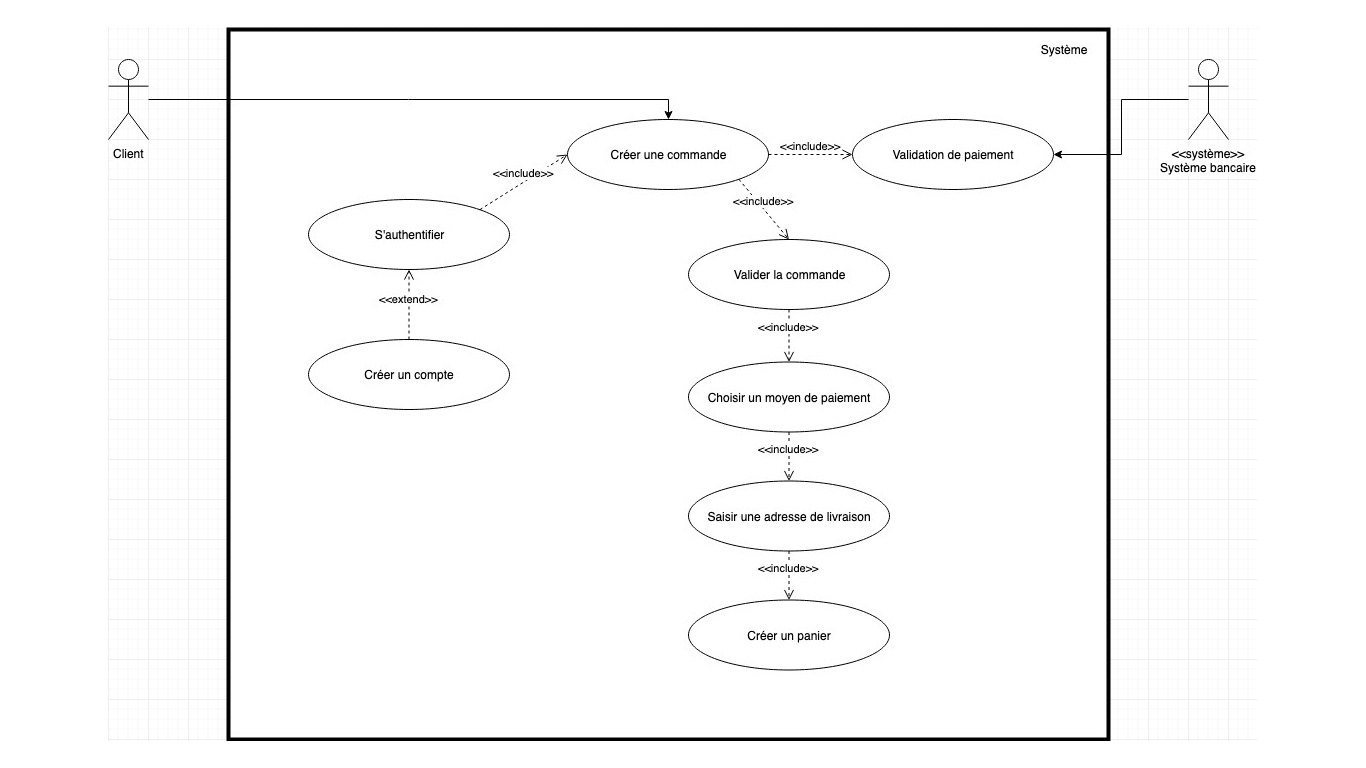 Système
Client
Créer une commande
<<include>>
Validation de paiement
<<système>>
Système bancaire
<<include>>
<<include>>
S'authentifier
Valider la commande
<<extend>>
<<include>>
Créer un compte
Choisir un moyen de paiement
<<include>>
Saisir une adresse de livraison
<<include>>
Créer un panier